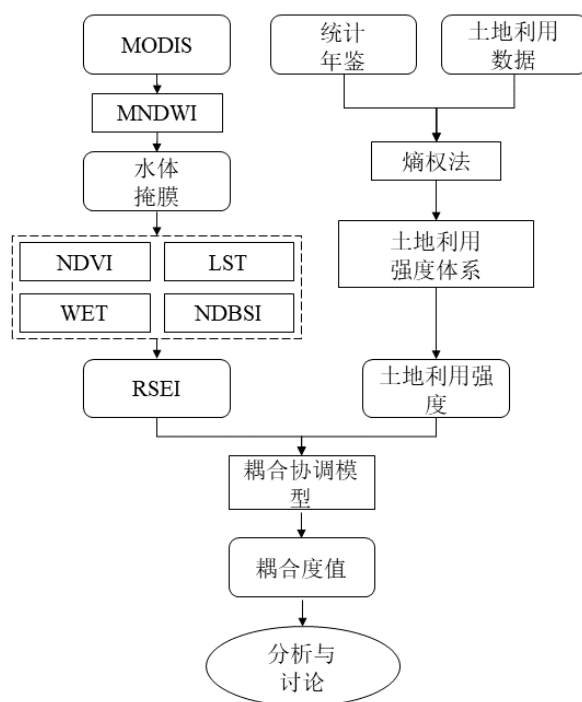 MODIS
统计
年鉴
土地利用
数据
MNDWI
熵权法
水体
掩膜
土地利用
强度体系
NDVI
LST
WET
NDBSI
RSEI
土地利用强
度
耦合协调模
型
耦合度值
分析与
讨论